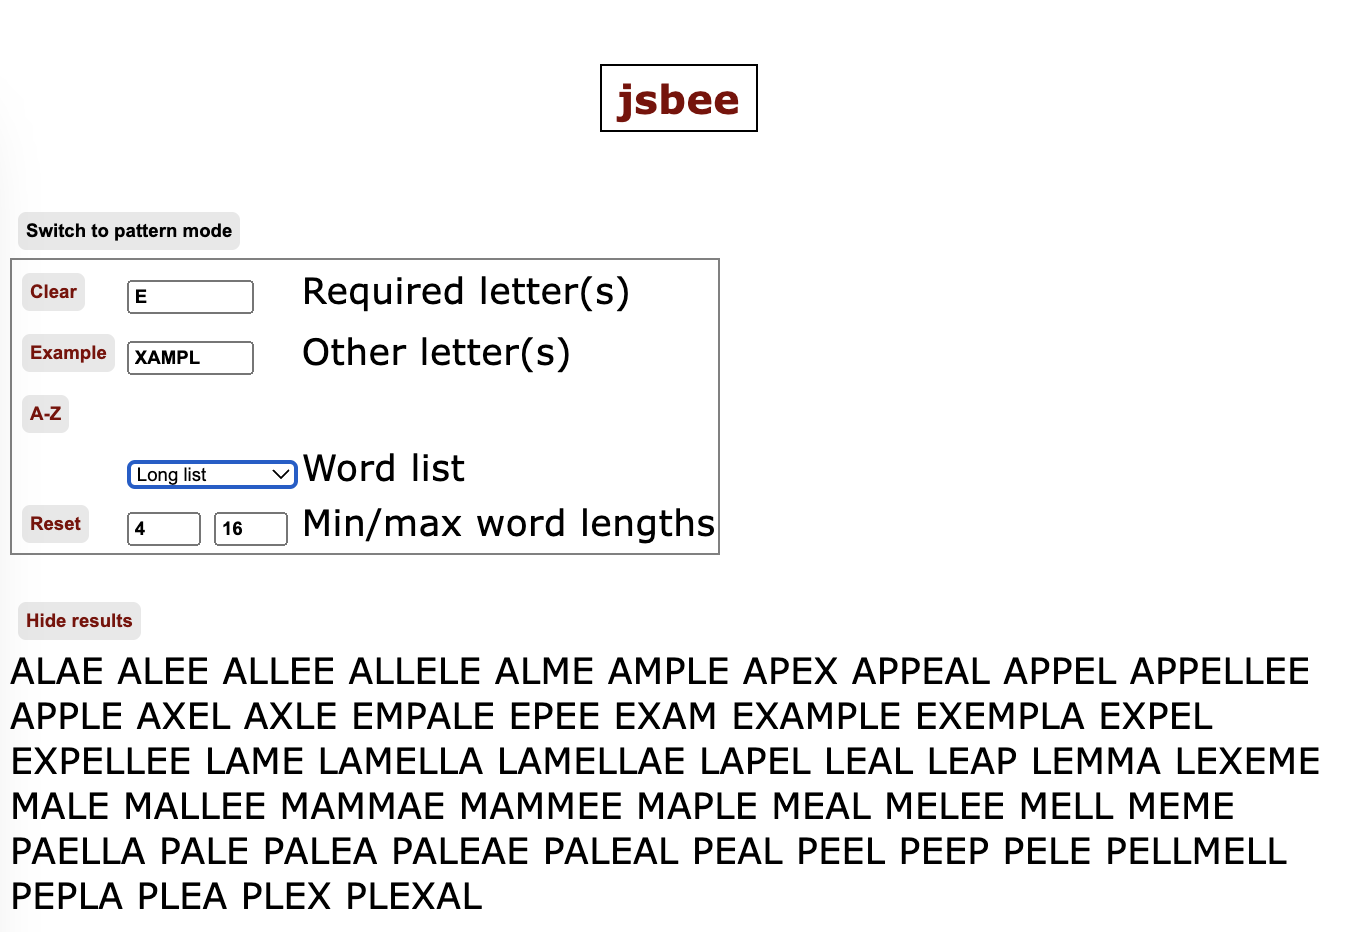 jsbee
Switch to pattern mode
Clear E Required letter(s)
Example XAMPL Other letter(s)
A-Z
Long list Word list
Reset 4 16 Min/max word lengths
Hide results
ALAE ALEE ALLEE ALLELE ALME AMPLE APEX APPEAL APPEL APPELLEE
APPLE AXEL AXLE EMPALE EPEE EXAM EXAMPLE EXEMPLA EXPEL
EXPELLEE LAME LAMELLA LAMELLAE LAPEL LEAL LEAP LEMMA LEXEME
MALE MALLEE MAMMAE MAMMEE MAPLE MEAL MELEE MELL MEME
PAELLA PALE PALEA PALEAE PALEAL PEAL PEEL PEEP PELE PELLMELL
PEPLA PLEA PLEX PLEXAL